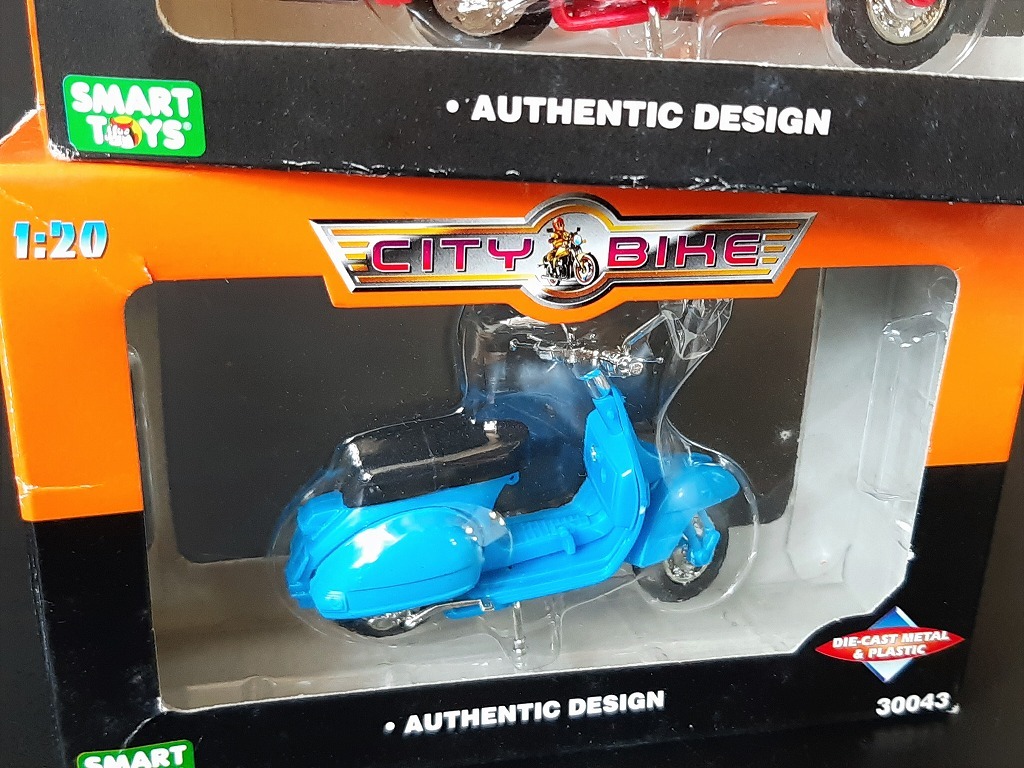 SMART
TOYS®
• AUTHENTIC DESIGN
1:20
CITY BIKE
DIE-CAST METAL
& PLASTIC
30043
• AUTHENTIC DESIGN
SMART